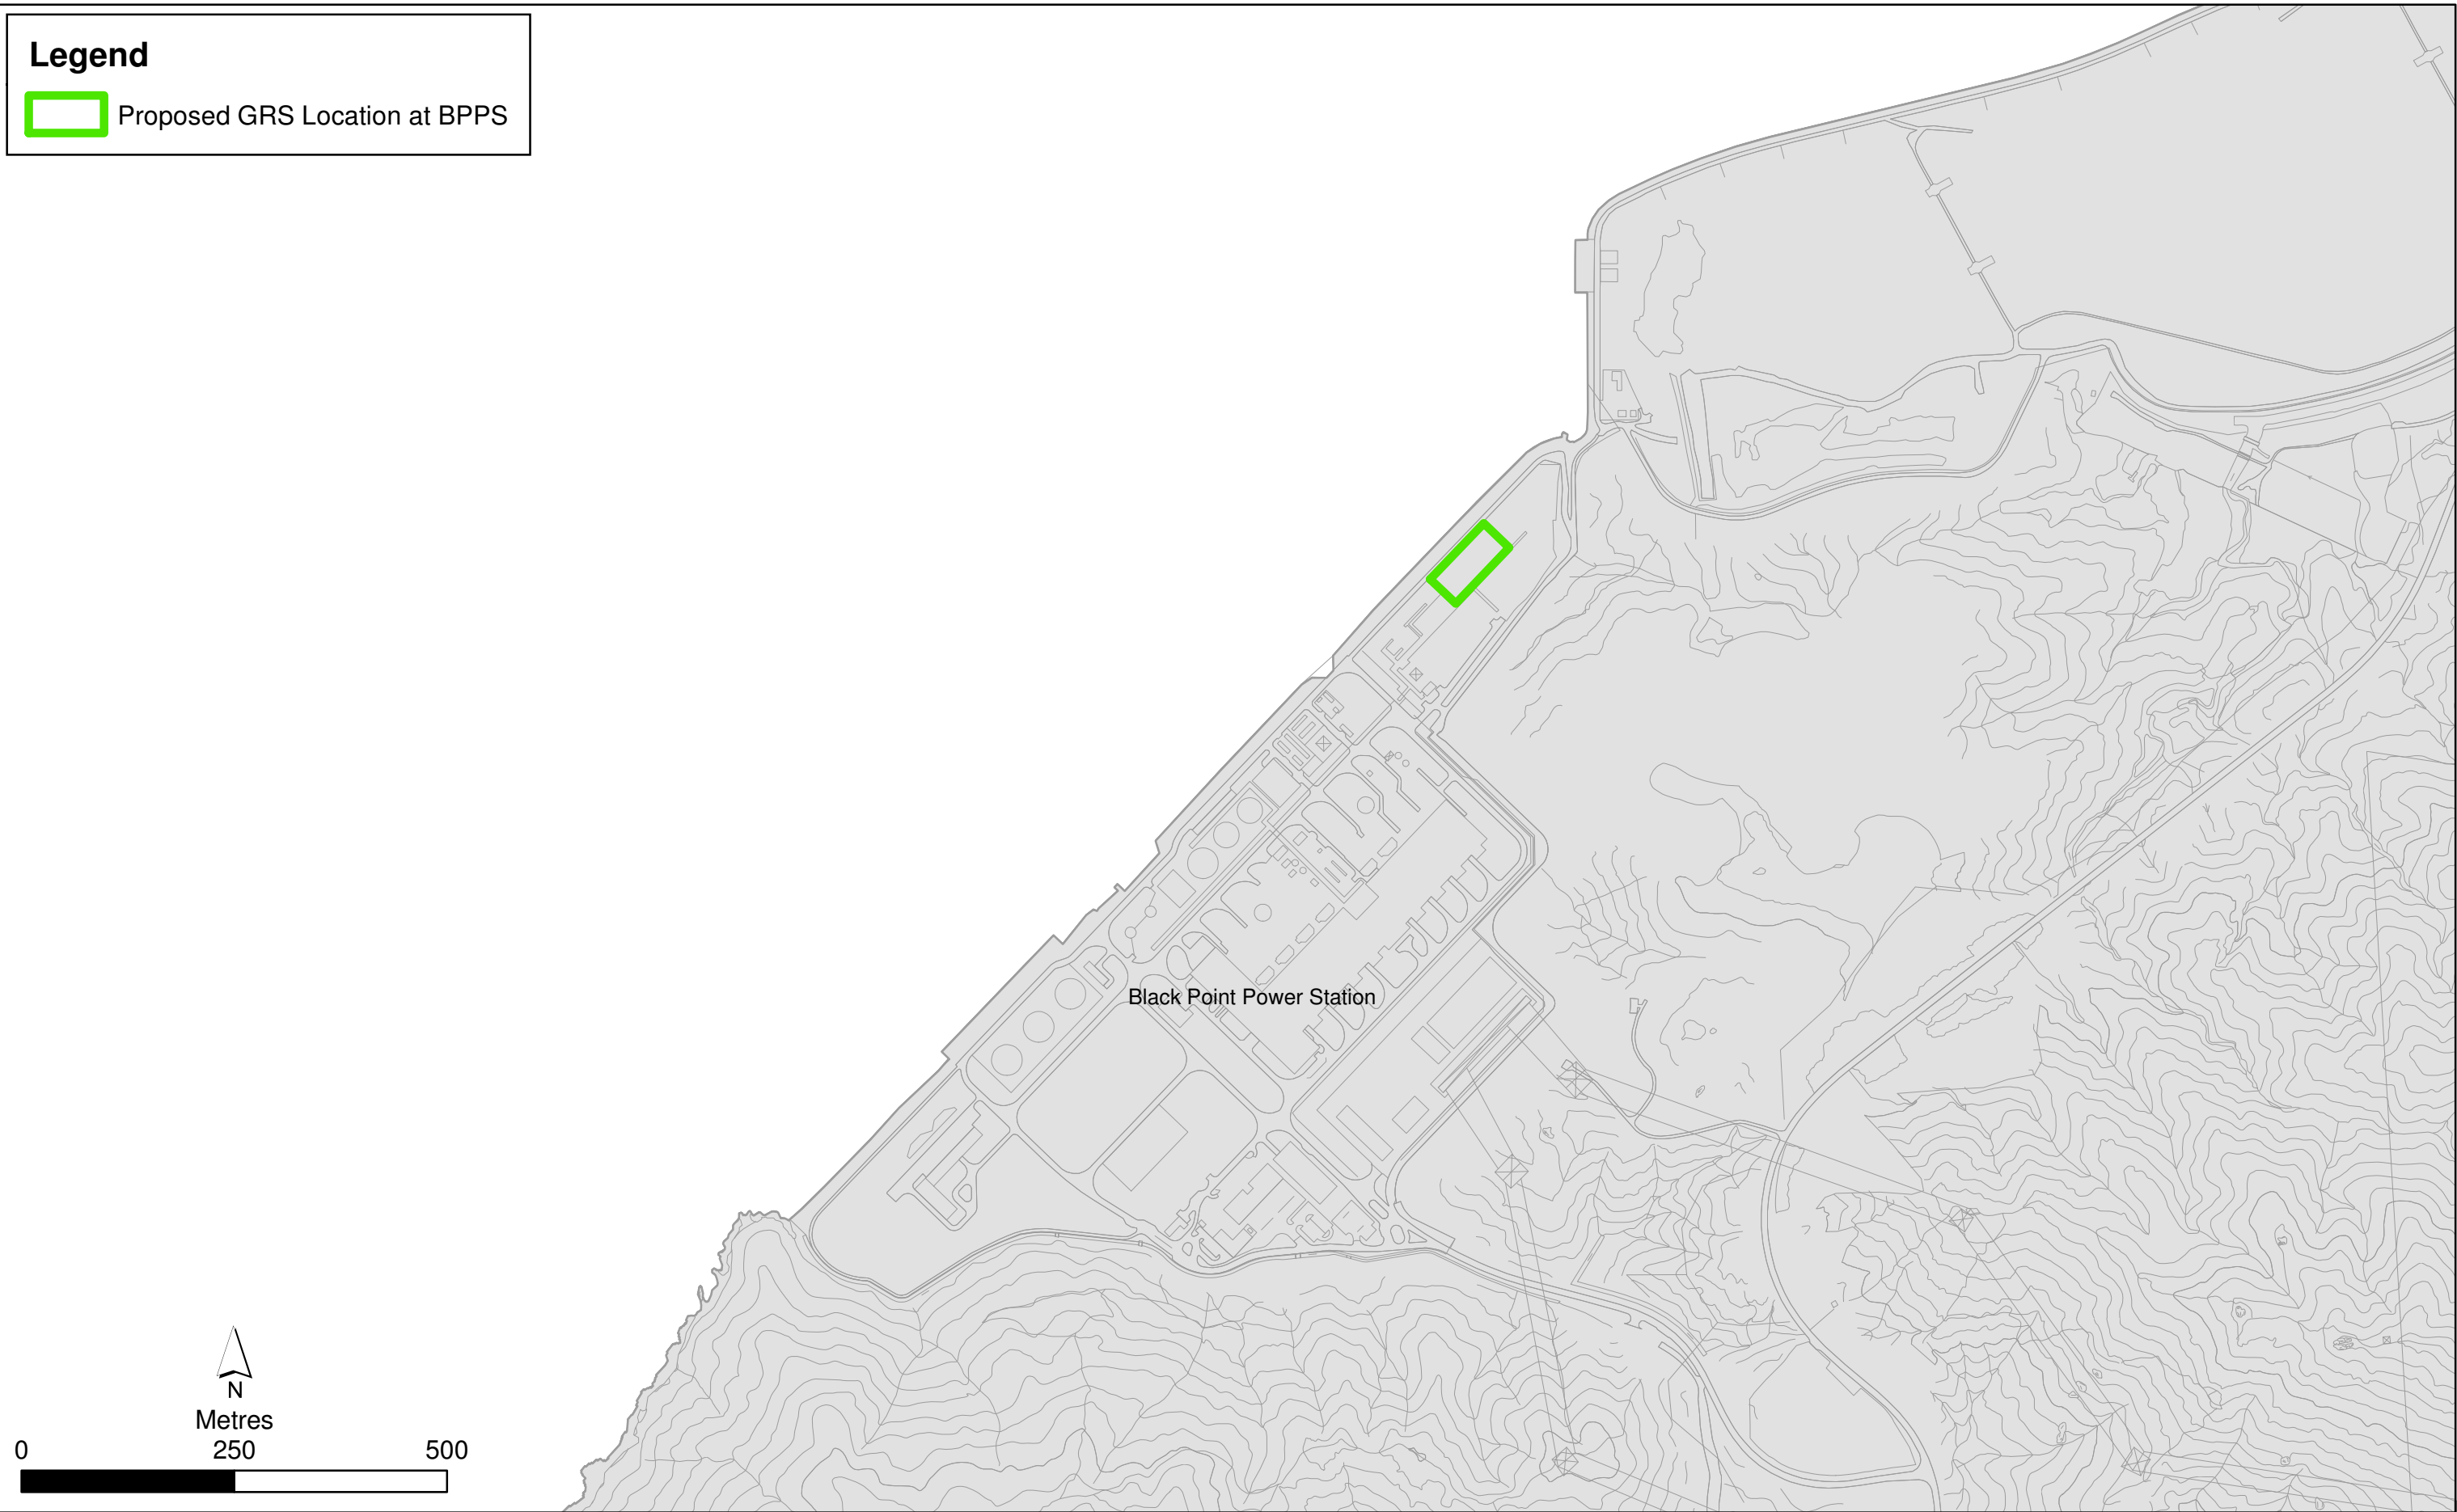 Legend
Proposed GRS Location at BPPS
Black Point Power Station
N
Metres
0 250 500